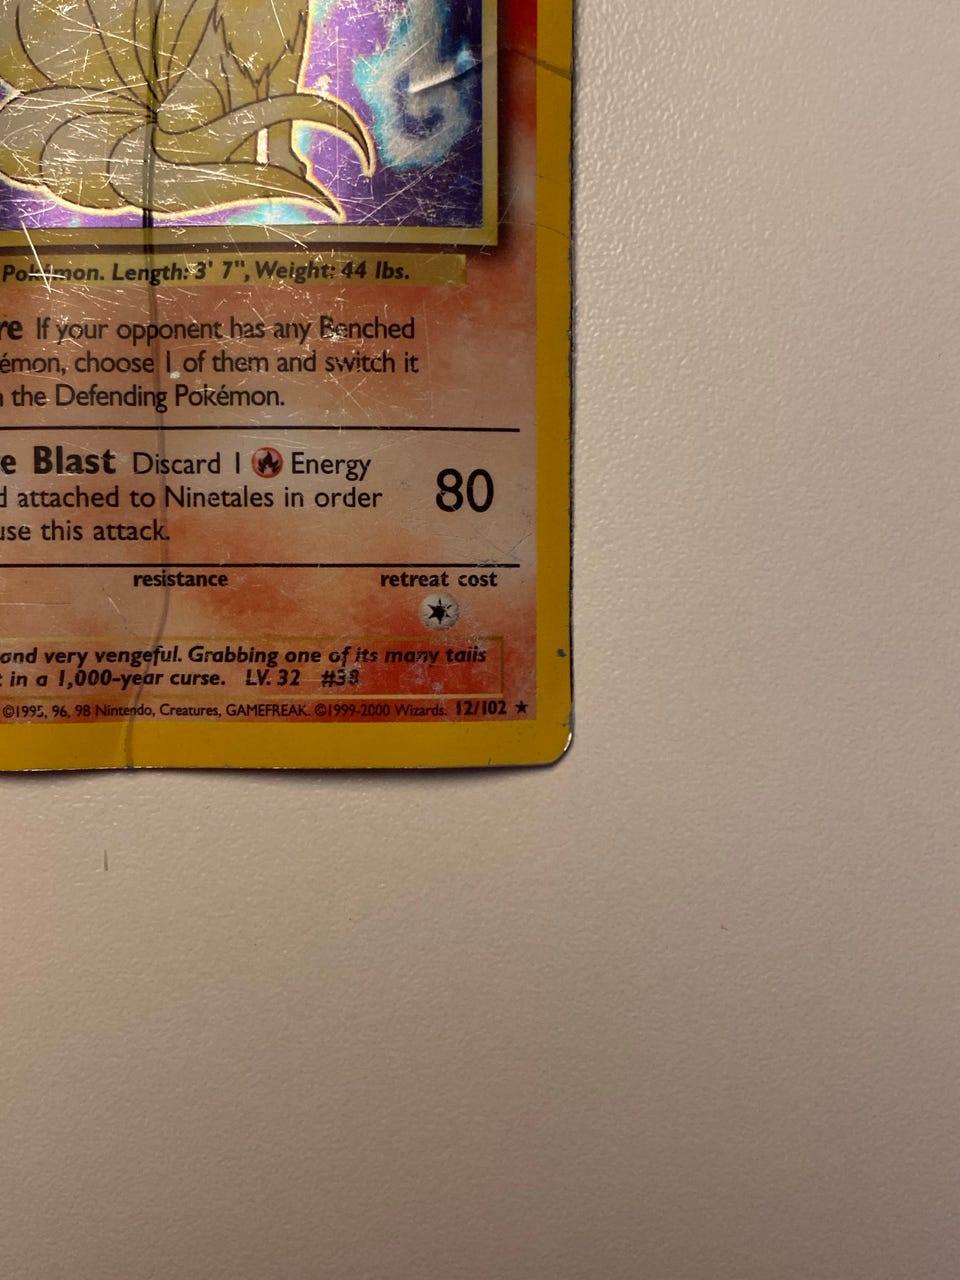 Pokémon. Length: 3' 7", Weight: 44 lbs.
re If your opponent has any Benched
émon, choose 1 of them and switch it
the Defending Pokémon.
e Blast Discard 1 Energy
d attached to Ninetales in order
use this attack.
80
resistance
retreat cost
and very vengeful. Grabbing one of its many tails
in a 1,000-year curse. LV. 32 #38
©1995, 96, 98 Nintendo, Creatures, GAMEFREAK. ©1999-2000 Wizards. 12/102 ★